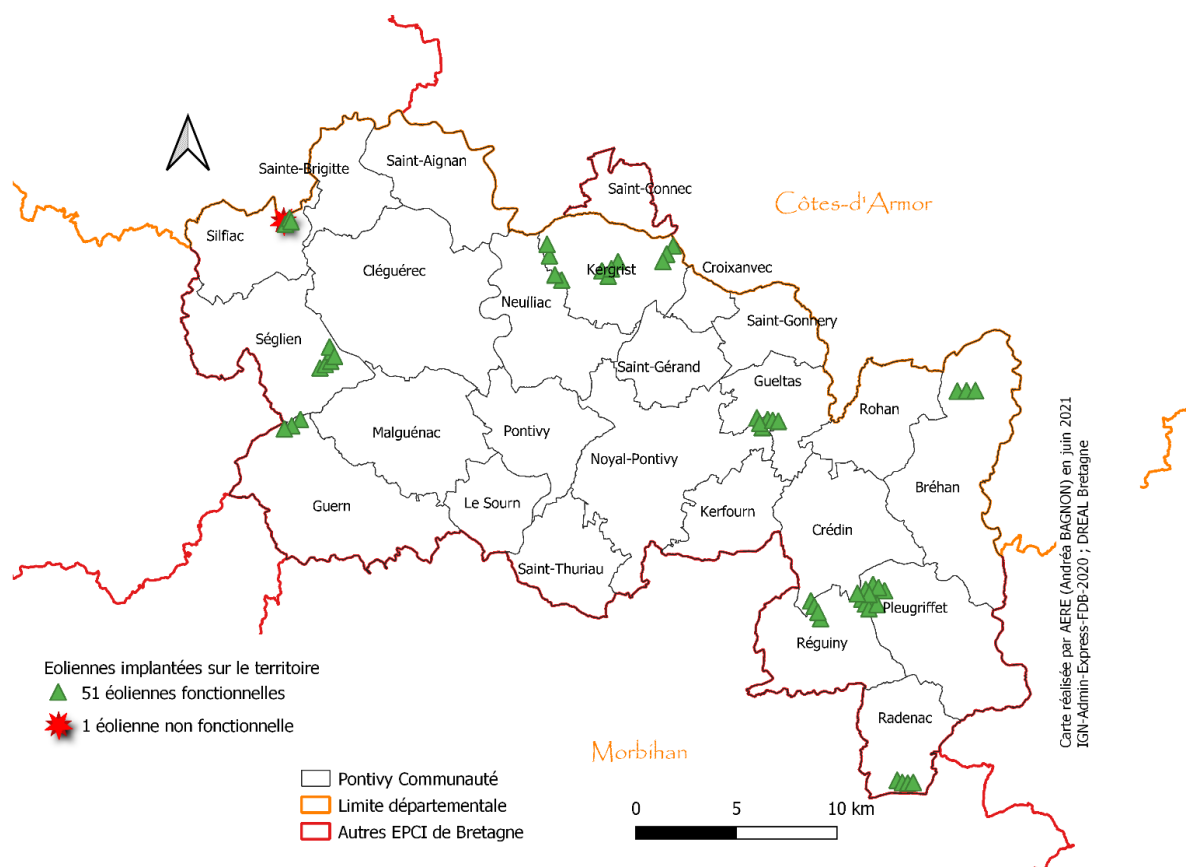 Sainte-Brigitte
Saint-Aignan
Saint-Connec
Côtes-d'Armor
Silfiac
Cléguérec
Kergrist
Croixanvec
Neulliac
Saint-Gonnery
Séglien
Saint-Gérand
Gueltas
Rohan
Malguénac
Pontivy
Noyal-Pontivy
Bréhan
Guern
Le Sourn
Kerfourn
Crédin
Saint-Thuriau
Pleugriffet
Réguiny
Radenac
Morbihan
Eoliennes implantées sur le territoire
51 éoliennes fonctionnelles
1 éolienne non fonctionnelle
Pontivy Communauté
Limite départementale
Autres EPCI de Bretagne
0 5 10 km
Carte réalisée par AERE (Andréa BAGNON) en juin 2021
IGN-Admin-Express-FDB-2020 ; DREAL Bretagne